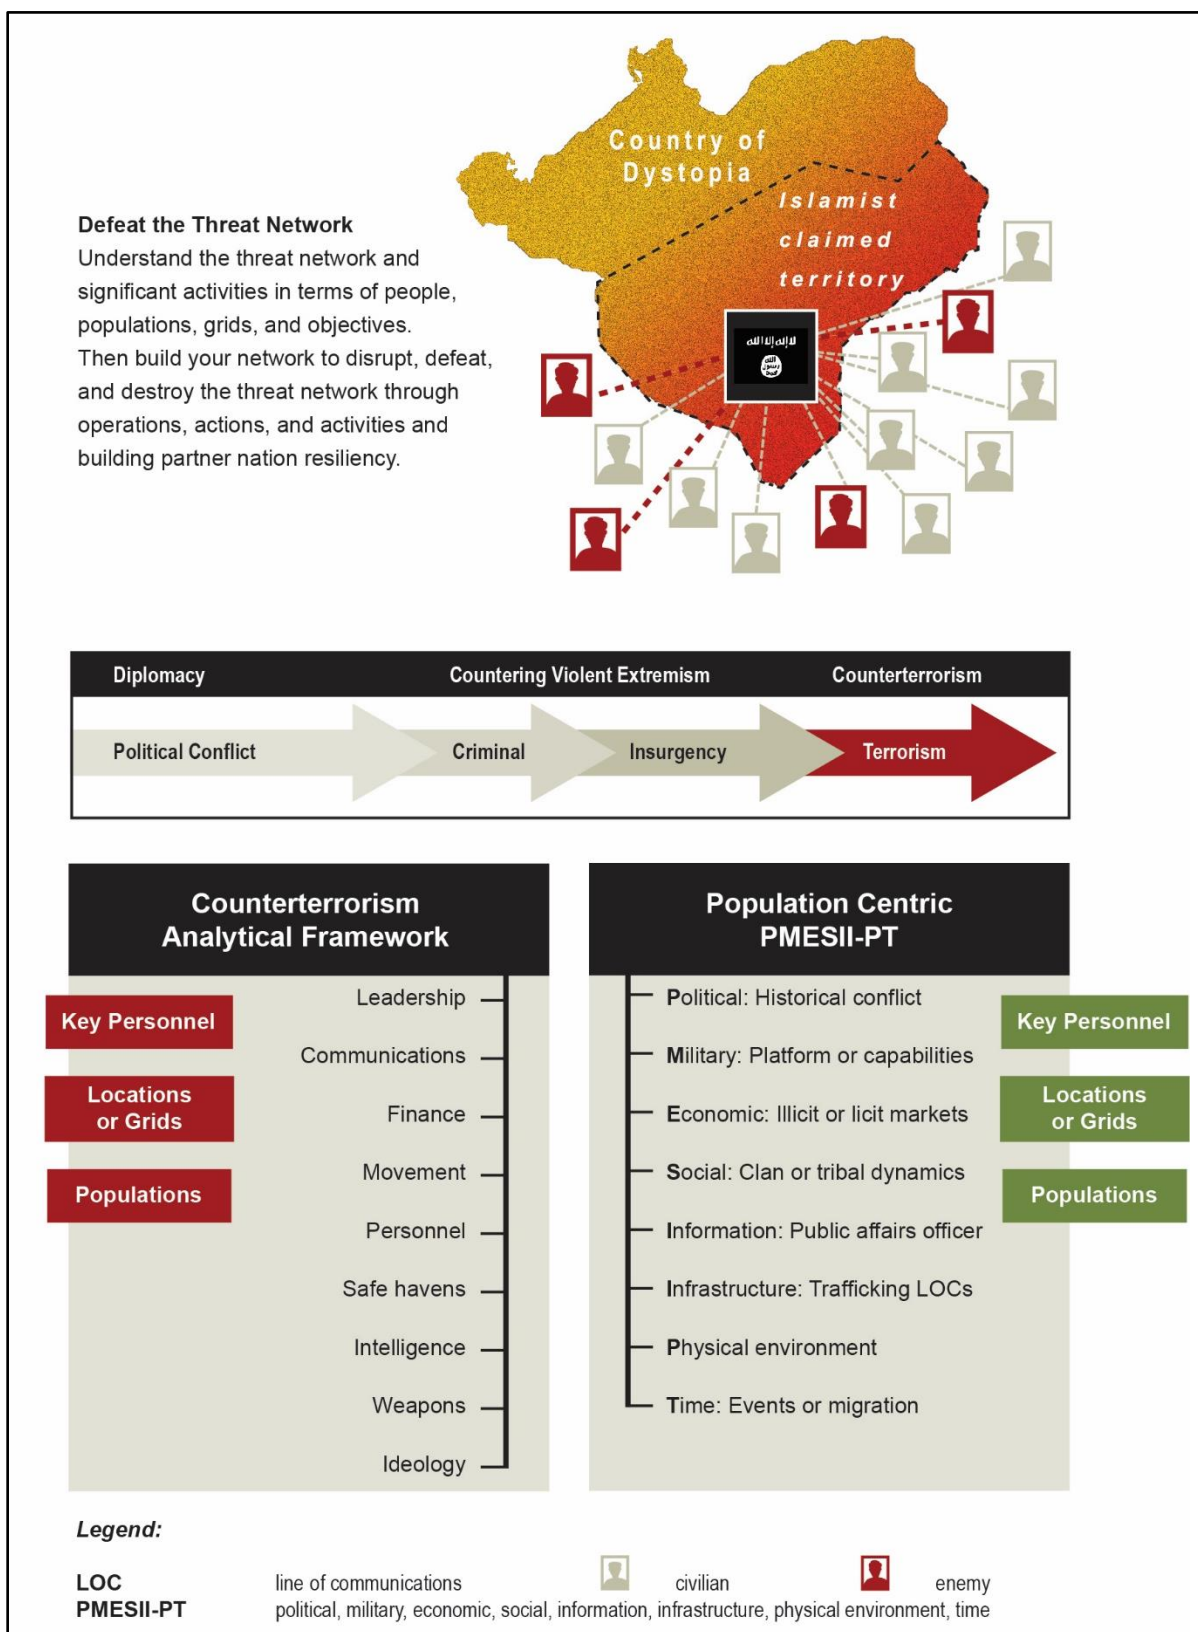 Country of
Dystopia
Islamist
claimed
territory
Defeat the Threat Network
Understand the threat network and
significant activities in terms of people,
populations, grids, and objectives.
Then build your network to disrupt, defeat,
and destroy the threat network through
operations, actions, and activities and
building partner nation resiliency.
لا إله إلا الله
الله
رسول
محمد
Diplomacy Countering Violent Extremism Counterterrorism
Political Conflict Criminal Insurgency Terrorism
Counterterrorism
Analytical Framework
Key Personnel
Locations
or Grids
Populations
Leadership
Communications
Finance
Movement
Personnel
Safe havens
Intelligence
Weapons
Ideology
Population Centric
PMESII-PT
Political: Historical conflict
Military: Platform or capabilities
Economic: Illicit or licit markets
Social: Clan or tribal dynamics
Information: Public affairs officer
Infrastructure: Trafficking LOCs
Physical environment
Time: Events or migration
Key Personnel
Locations
or Grids
Populations
Legend:
LOC line of communications civilian enemy
PMESII-PT political, military, economic, social, information, infrastructure, physical environment, time